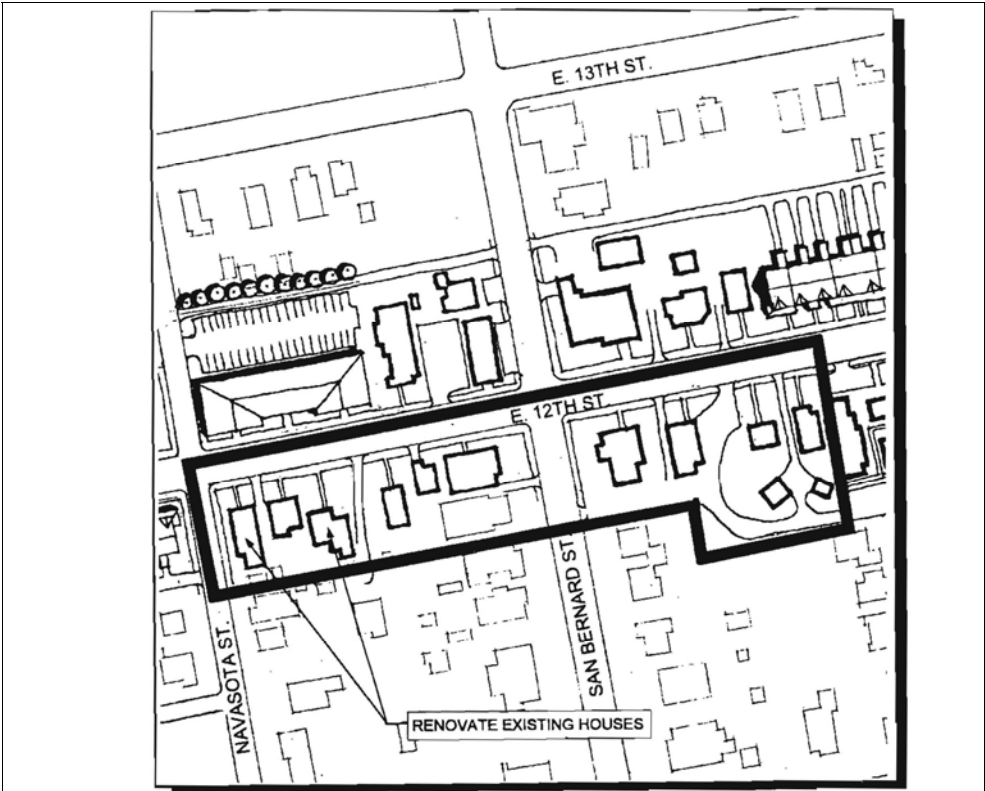 E. 13TH ST.
E. 12TH ST
SAN BERNARD ST.
NAVASOTA ST.
RENOVATE EXISTING HOUSES